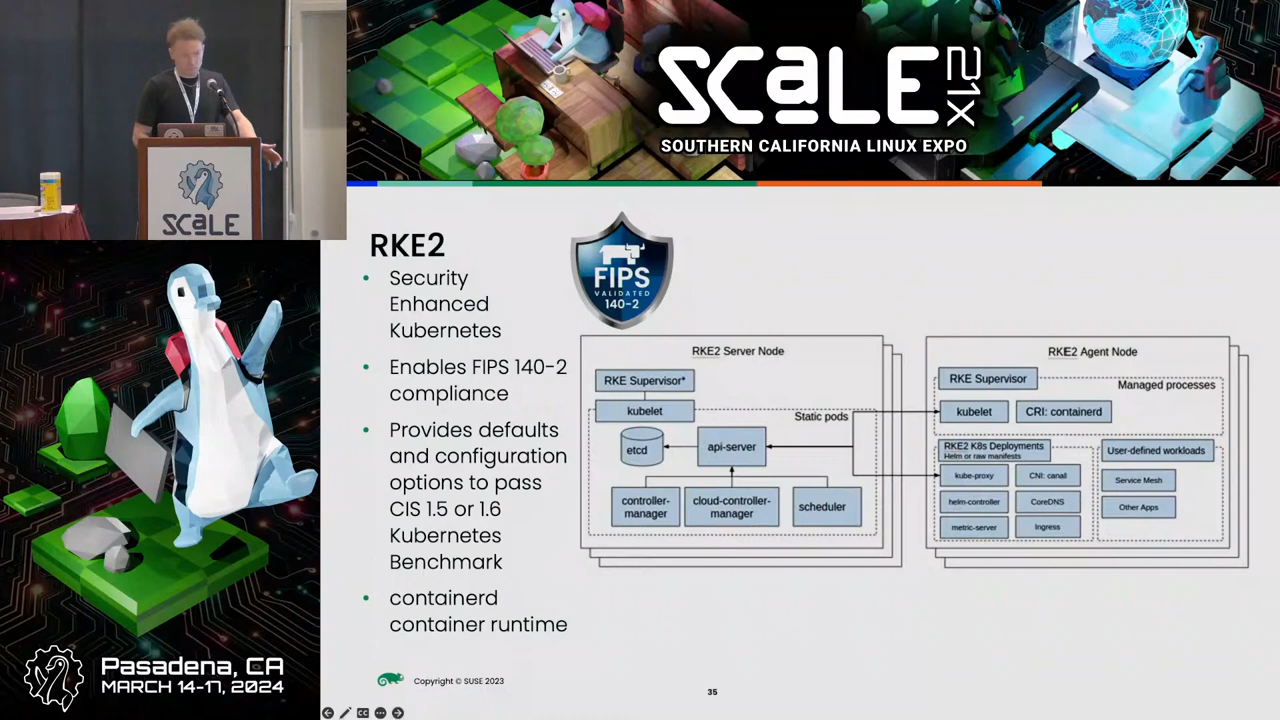 SCaLE 21X
SOUTHERN CALIFORNIA LINUX EXPO
SCaLE
RKE2
• Security
Enhanced
Kubernetes
• Enables FIPS 140-2
compliance
• Provides defaults
and configuration
options to pass
CIS 1.5 or 1.6
Kubernetes
Benchmark
• containerd
container runtime
FIPS
VALIDATED
140-2
RKE2 Server Node
RKE Supervisor*
kubelet
Static pods
etcd
api-server
controller-
manager
cloud-controller-
manager
scheduler
RKE2 Agent Node
RKE Supervisor
Managed processes
kubelet
CRI: containerd
RKE2 K8s Deployments
Helm or raw manifests
User-defined workloads
kube-proxy
CNI: canal
Service Mesh
helm-controller
CoreDNS
Other Apps
metric-server
Ingress
Copyright © SUSE 2023
35
Pasadena, CA
MARCH 14-17, 2024